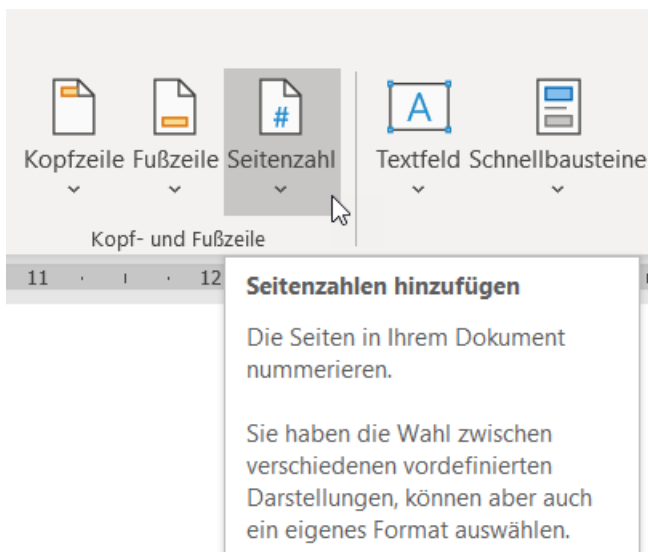 A
#
Kopfzeile Fußzeile Seitenzahl Textfeld Schnellbausteine
Kopf- und Fußzeile
11 12
Seitenzahlen hinzufügen
Die Seiten in Ihrem Dokument
nummerieren.
Sie haben die Wahl zwischen
verschiedenen vordefinierten
Darstellungen, können aber auch
ein eigenes Format auswählen.